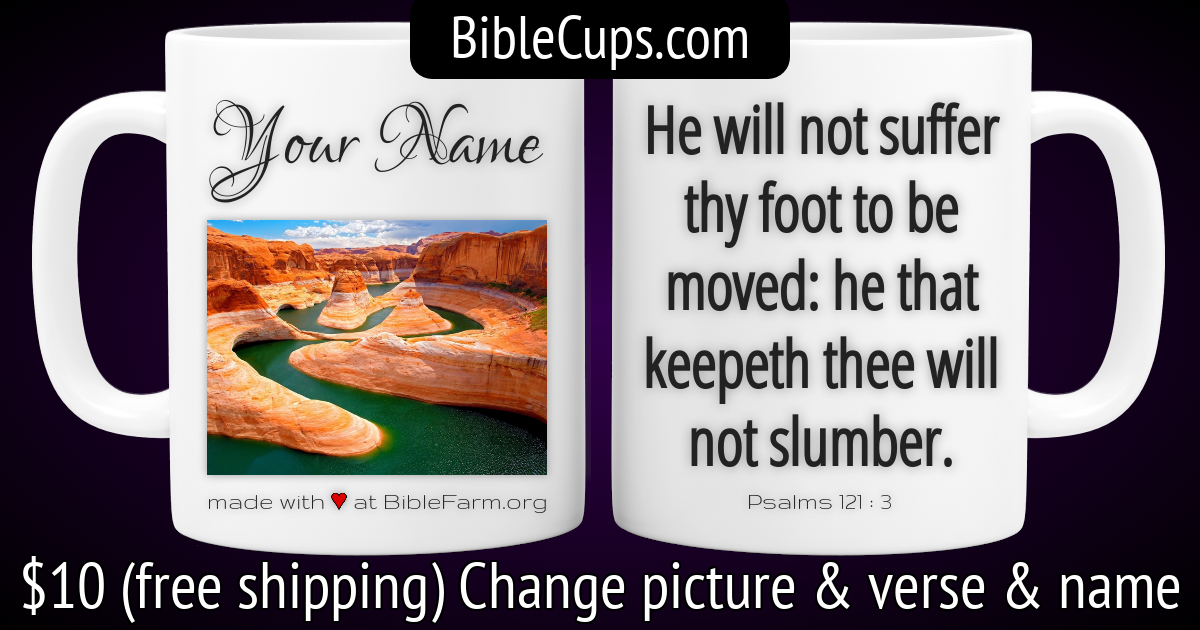 BibleCups.com
Your Name
made with ♥ at BibleFarm.org
He will not suffer
thy foot to be
moved: he that
keepeth thee will
not slumber.
Psalms 121 : 3
$10 (free shipping) Change picture & verse & name